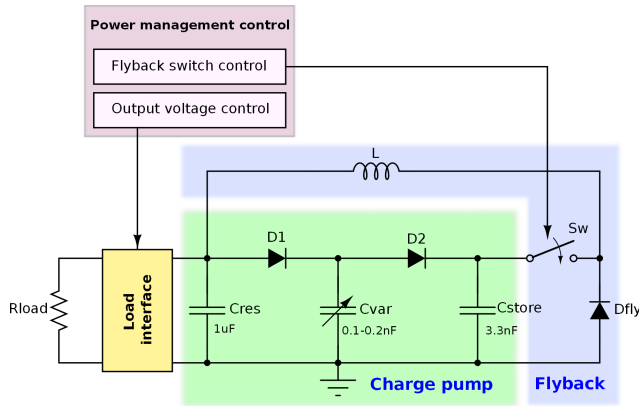 Power management control
Flyback switch control
Output voltage control
L
Sw
D1
D2
Rload
Load
interface
Cres
1uF
Cvar
0.1-0.2nF
Cstore
3.3nF
Dfly
Charge pump
Flyback